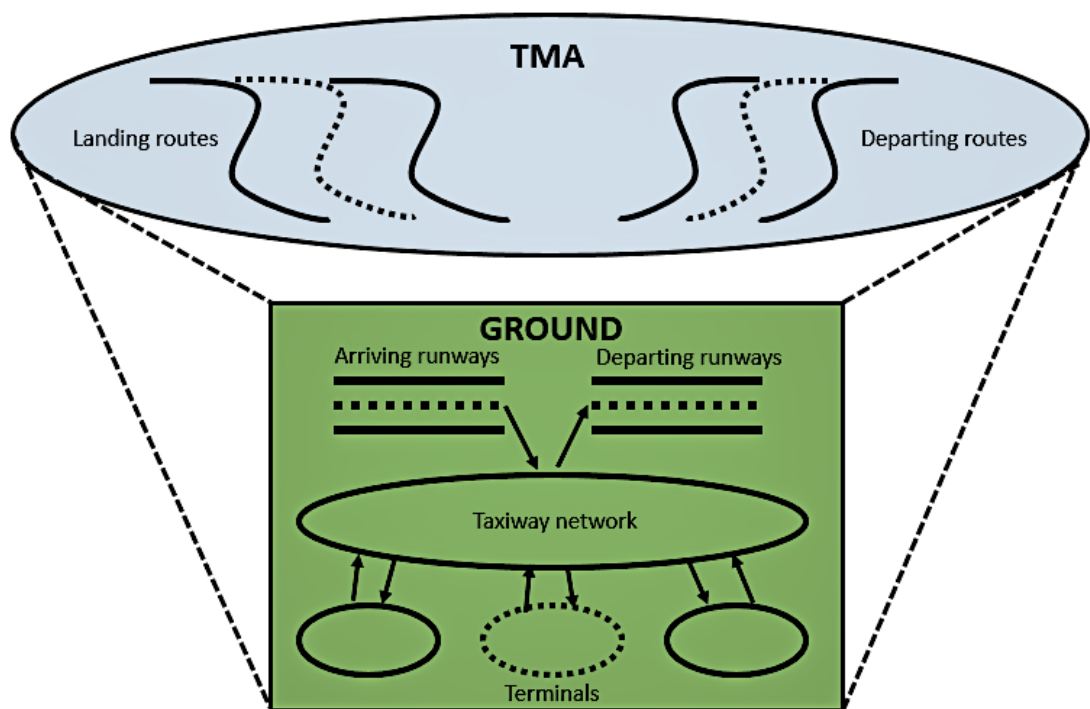 TMA
Landing routes
Departing routes
GROUND
Arriving runways
Departing runways
Taxiway network
Terminals